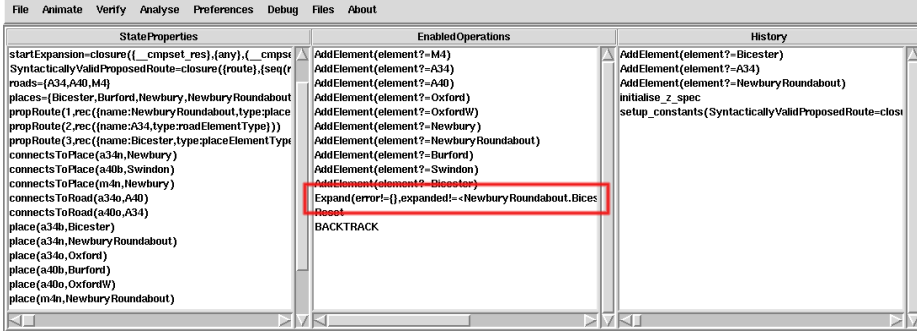 File Animate Verify Analyse Preferences Debug Files About
StateProperties
startExpansion=closure({__cmpset_res},{any},(__cmpse
SyntacticallyValidProposedRoute=closure({route},{seq(r
roads={A34,A40,M4}
places={Bicester,Burford,Newbury,NewburyRoundabout
propRoute(1,rec({name:NewburyRoundabout,type:place
propRoute(2,rec({name:A34,type:roadElementType}))
propRoute(3,rec({name:Bicester,type:placeElementType
connectsToPlace(a34n,Newbury)
connectsToPlace(a40b,Swindon)
connectsToPlace(m4n,Newbury)
connectsToRoad(a34o,A40)
connectsToRoad(a40o,A34)
place(a34b,Bicester)
place(a34n,NewburyRoundabout)
place(a34o,Oxford)
place(a40b,Burford)
place(a40o,OxfordW)
place(m4n,NewburyRoundabout)
EnabledOperations
AddElement(element?=M4)
AddElement(element?=A34)
AddElement(element?=A40)
AddElement(element?=Oxford)
AddElement(element?=OxfordW)
AddElement(element?=Newbury)
AddElement(element?=NewburyRoundabout)
AddElement(element?=Burford)
AddElement(element?=Swindon)
AddElement(element?=Bicester)
Expand(error!={},expanded!=<NewburyRoundabout.Bices
Reset
BACKTRACK
History
AddElement(element?=Bicester)
AddElement(element?=A34)
AddElement(element?=NewburyRoundabout)
initialise_z_spec
setup_constants(SyntacticallyValidProposedRoute=closu